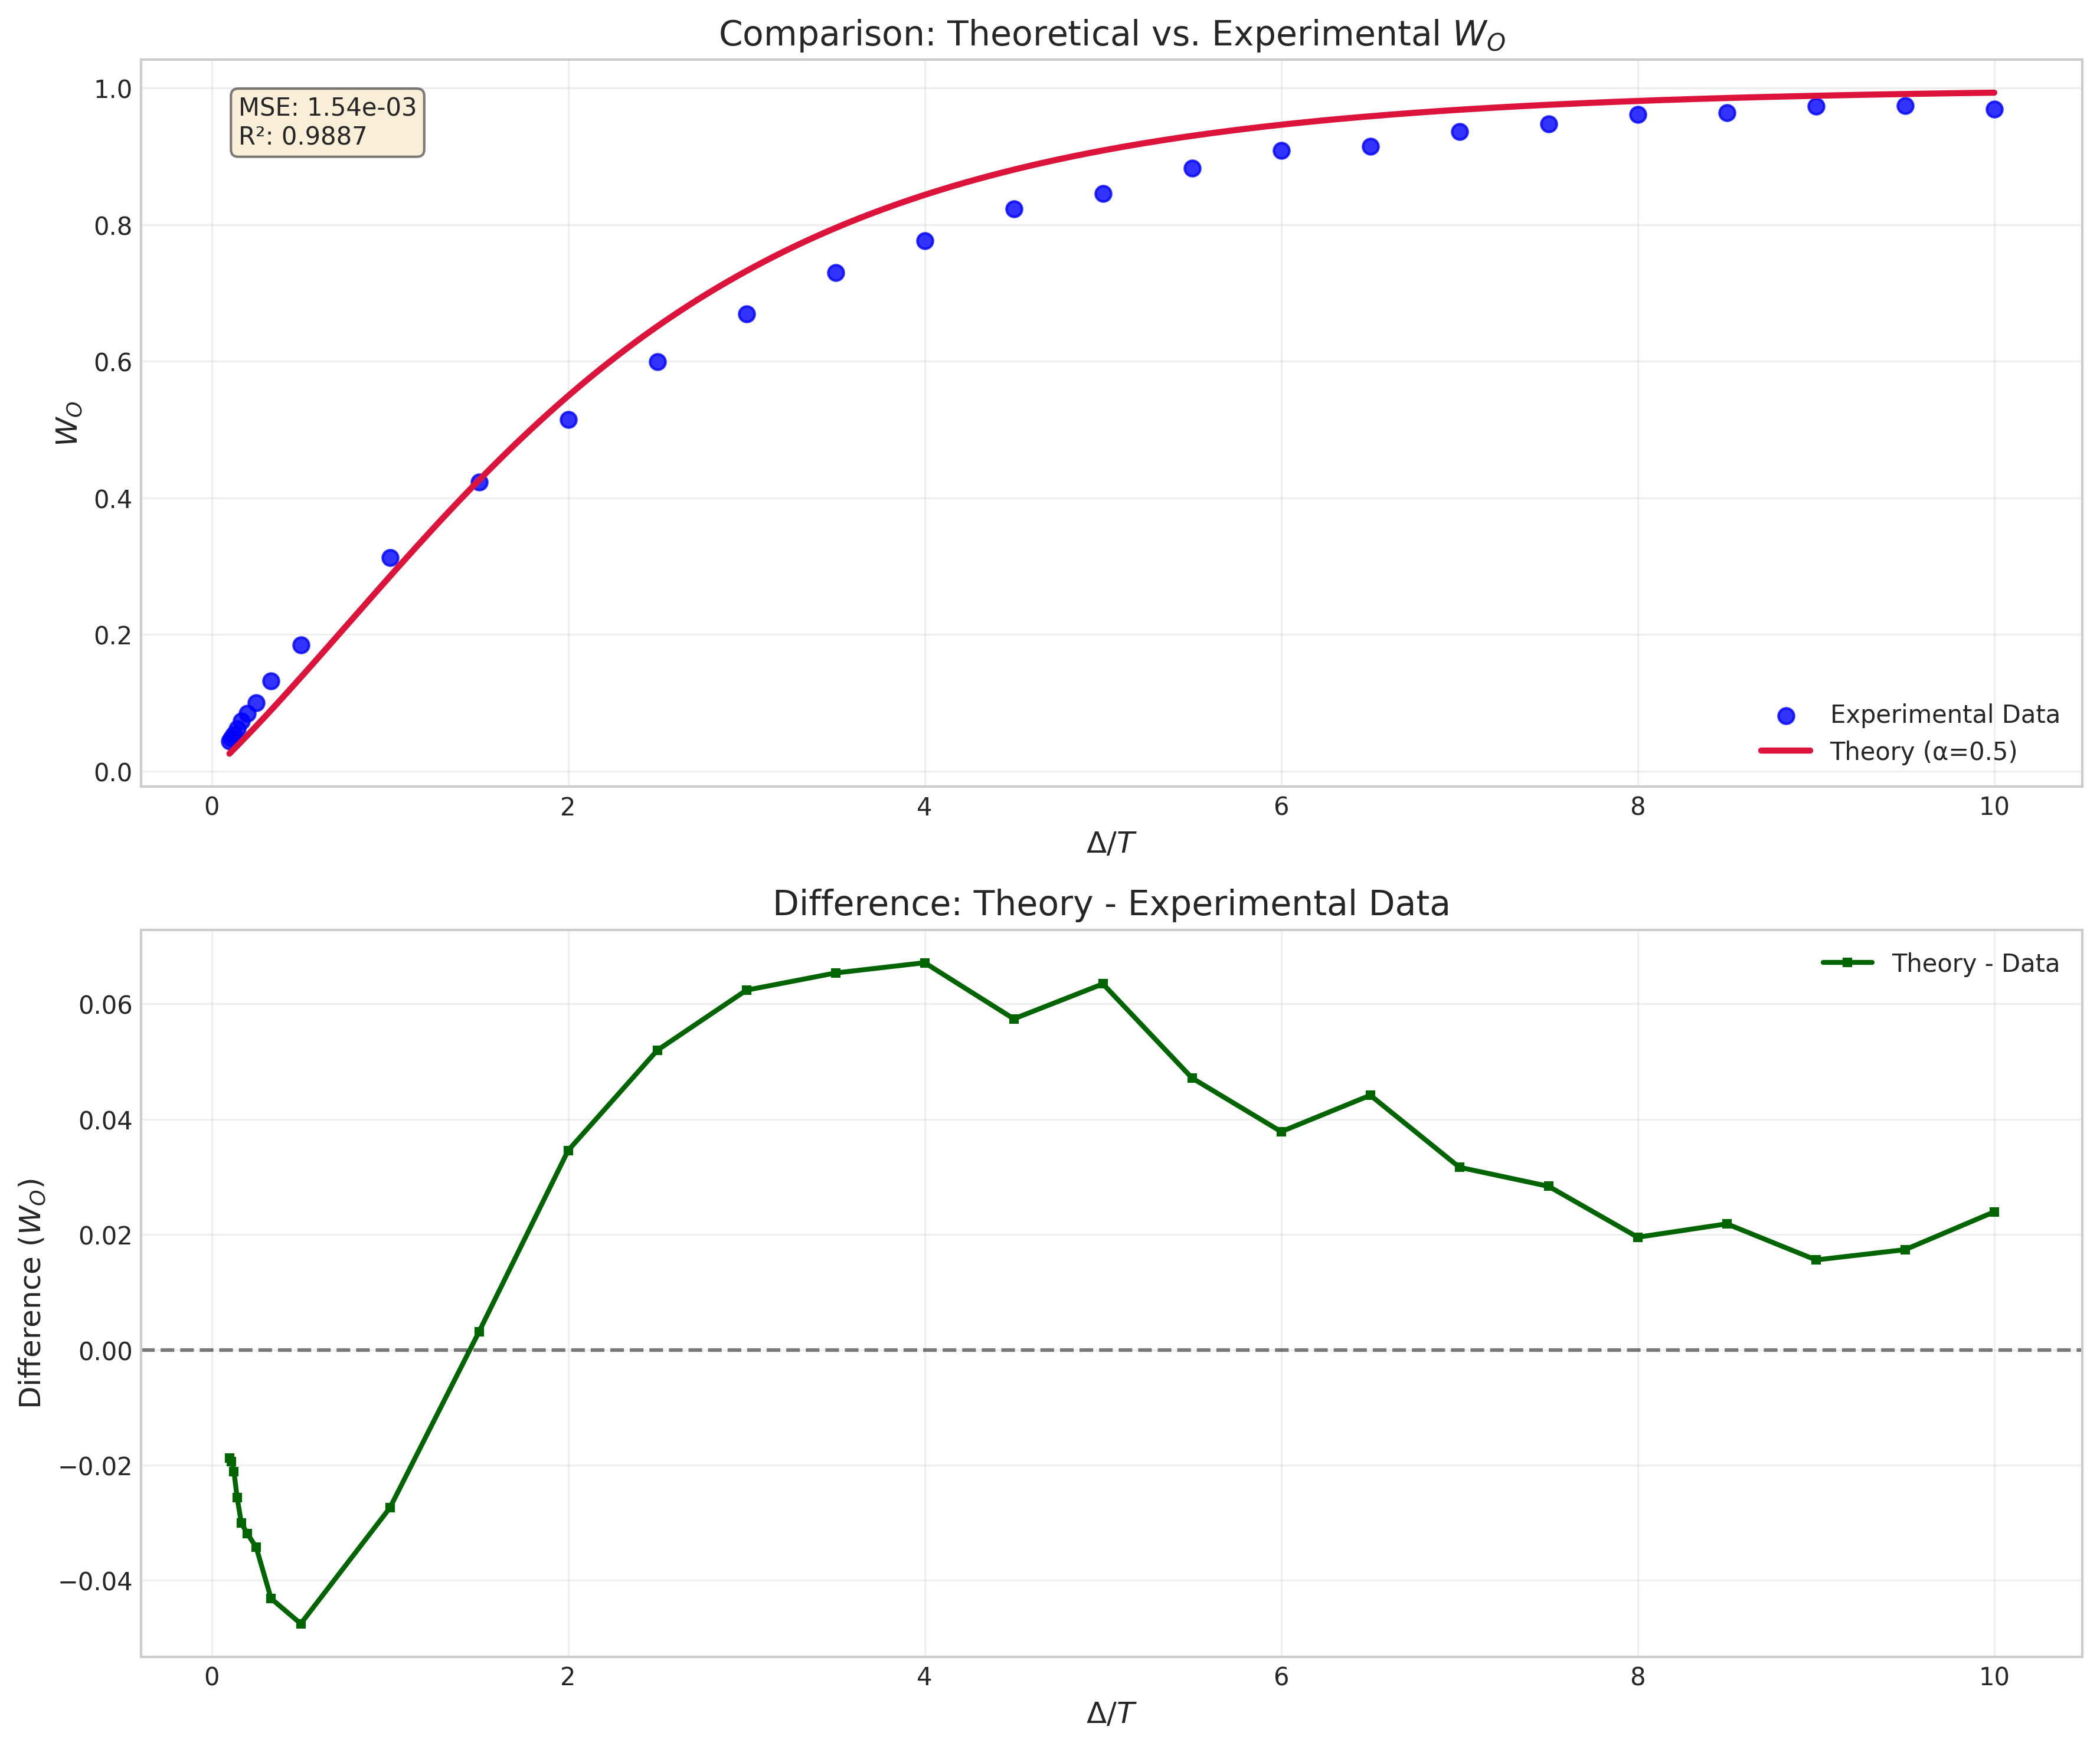 Comparison: Theoretical vs. Experimental W_O
MSE: 1.54e-03
R²: 0.9887
1.0
0.8
0.6
0.4
0.2
0.0
W_O
Experimental Data
Theory (α=0.5)
0 2 4 6 8 10
Δ/T
Difference: Theory - Experimental Data
Theory - Data
0.06
0.04
0.02
0.00
−0.02
−0.04
Difference (W_O)
0 2 4 6 8 10
Δ/T